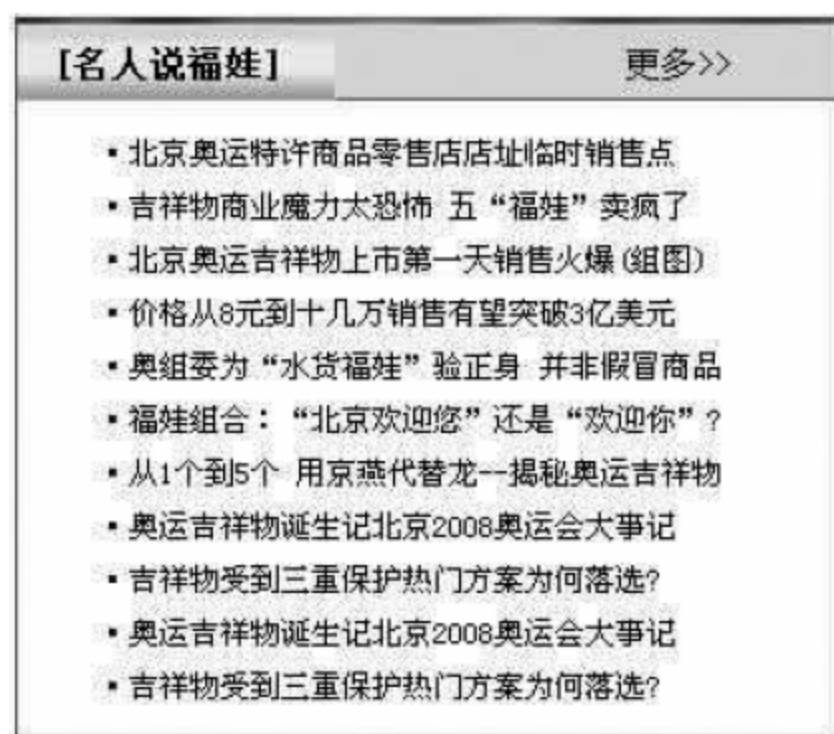 [名人说福娃] 更多>>
▪北京奥运特许商品零售店店址临时销售点
▪吉祥物商业魔力太恐怖 五“福娃”卖疯了
▪北京奥运吉祥物上市第一天销售火爆(组图)
▪价格从8元到十几万销售有望突破3亿美元
▪奥组委为“水货福娃”验正身 并非假冒商品
▪福娃组合：“北京欢迎您”还是“欢迎你”?
▪从1个到5个 用京燕代替龙--揭秘奥运吉祥物
▪奥运吉祥物诞生记北京2008奥运会大事记
▪吉祥物受到三重保护热门方案为何落选?
▪奥运吉祥物诞生记北京2008奥运会大事记
▪吉祥物受到三重保护热门方案为何落选?